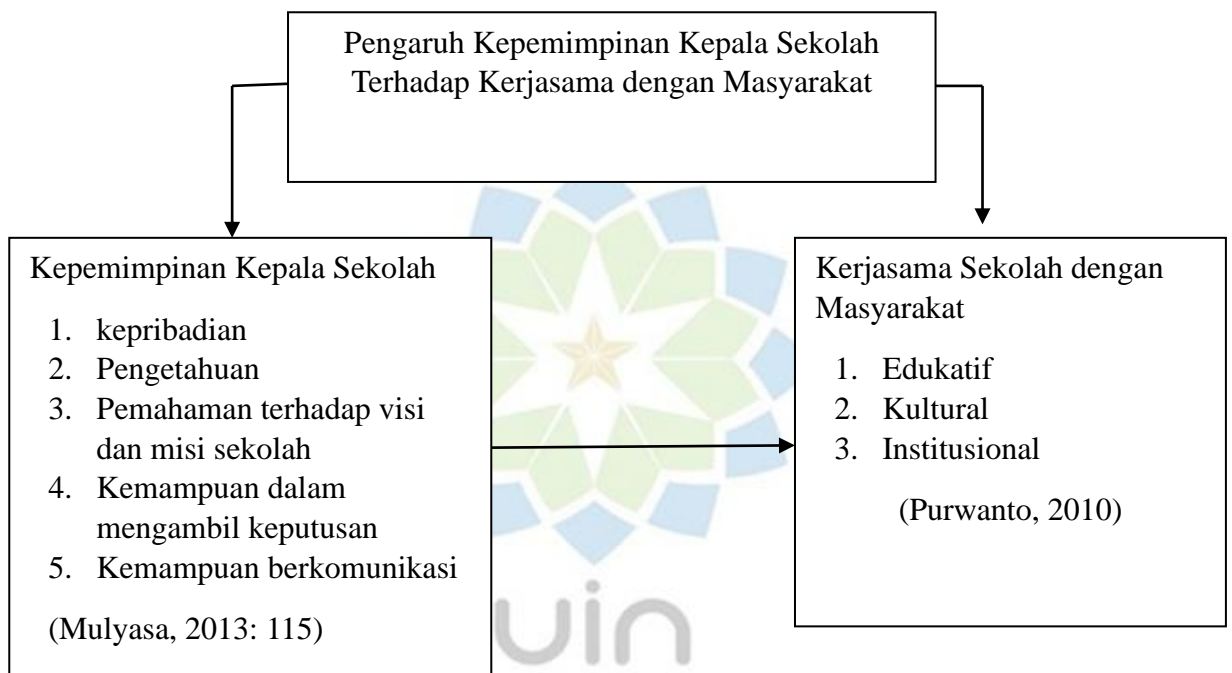 Pengaruh Kepemimpinan Kepala Sekolah
Terhadap Kerjasama dengan Masyarakat
Kepemimpinan Kepala Sekolah
1. kepribadian
2. Pengetahuan
3. Pemahaman terhadap visi
dan misi sekolah
4. Kemampuan dalam
mengambil keputusan
5. Kemampuan berkomunikasi
(Mulyasa, 2013: 115)
Kerjasama Sekolah dengan
Masyarakat
1. Edukatif
2. Kultural
3. Institusional
(Purwanto, 2010)
uin